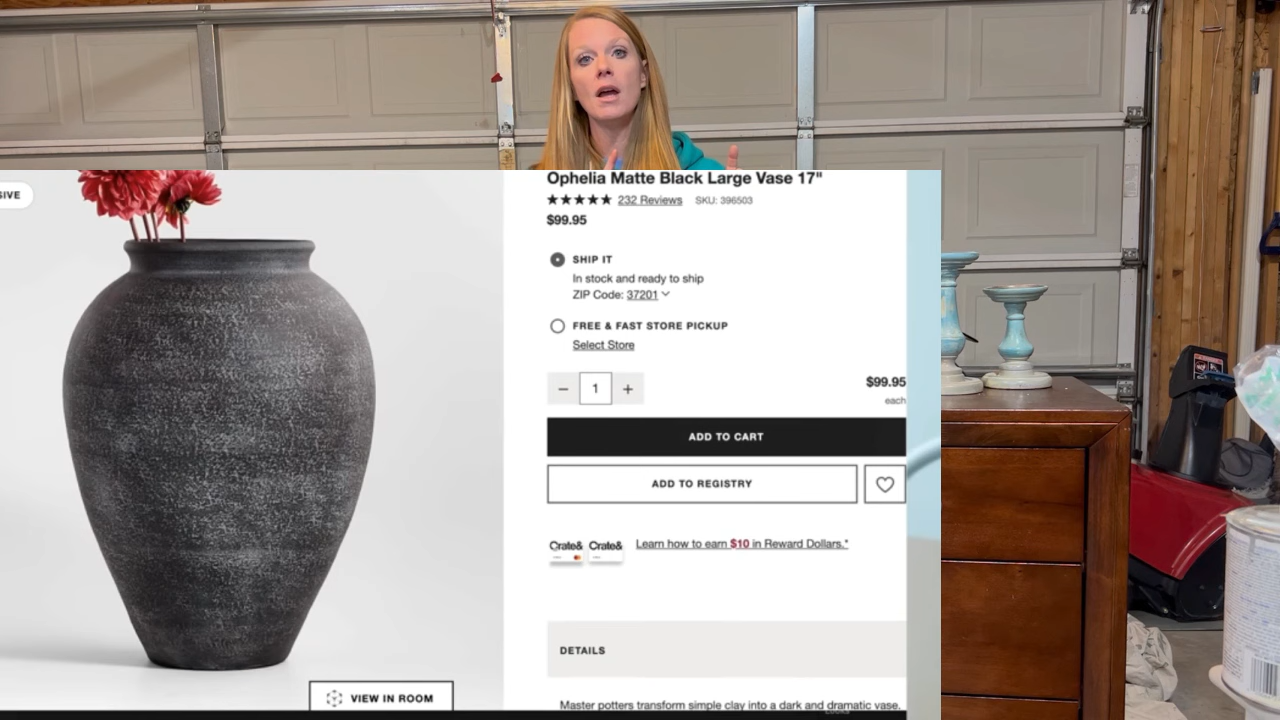 SIVE
Ophelia Matte Black Large Vase 17"
232 Reviews SKU: 396503
$99.95
SHIP IT
In stock and ready to ship
ZIP Code: 37201
FREE & FAST STORE PICKUP
Select Store
− 1 +
$99.95
each
ADD TO CART
ADD TO REGISTRY
Crate& Crate& Learn how to earn $10 in Reward Dollars.*
DETAILS
VIEW IN ROOM
Master potters transform simple clay into a dark and dramatic vase.